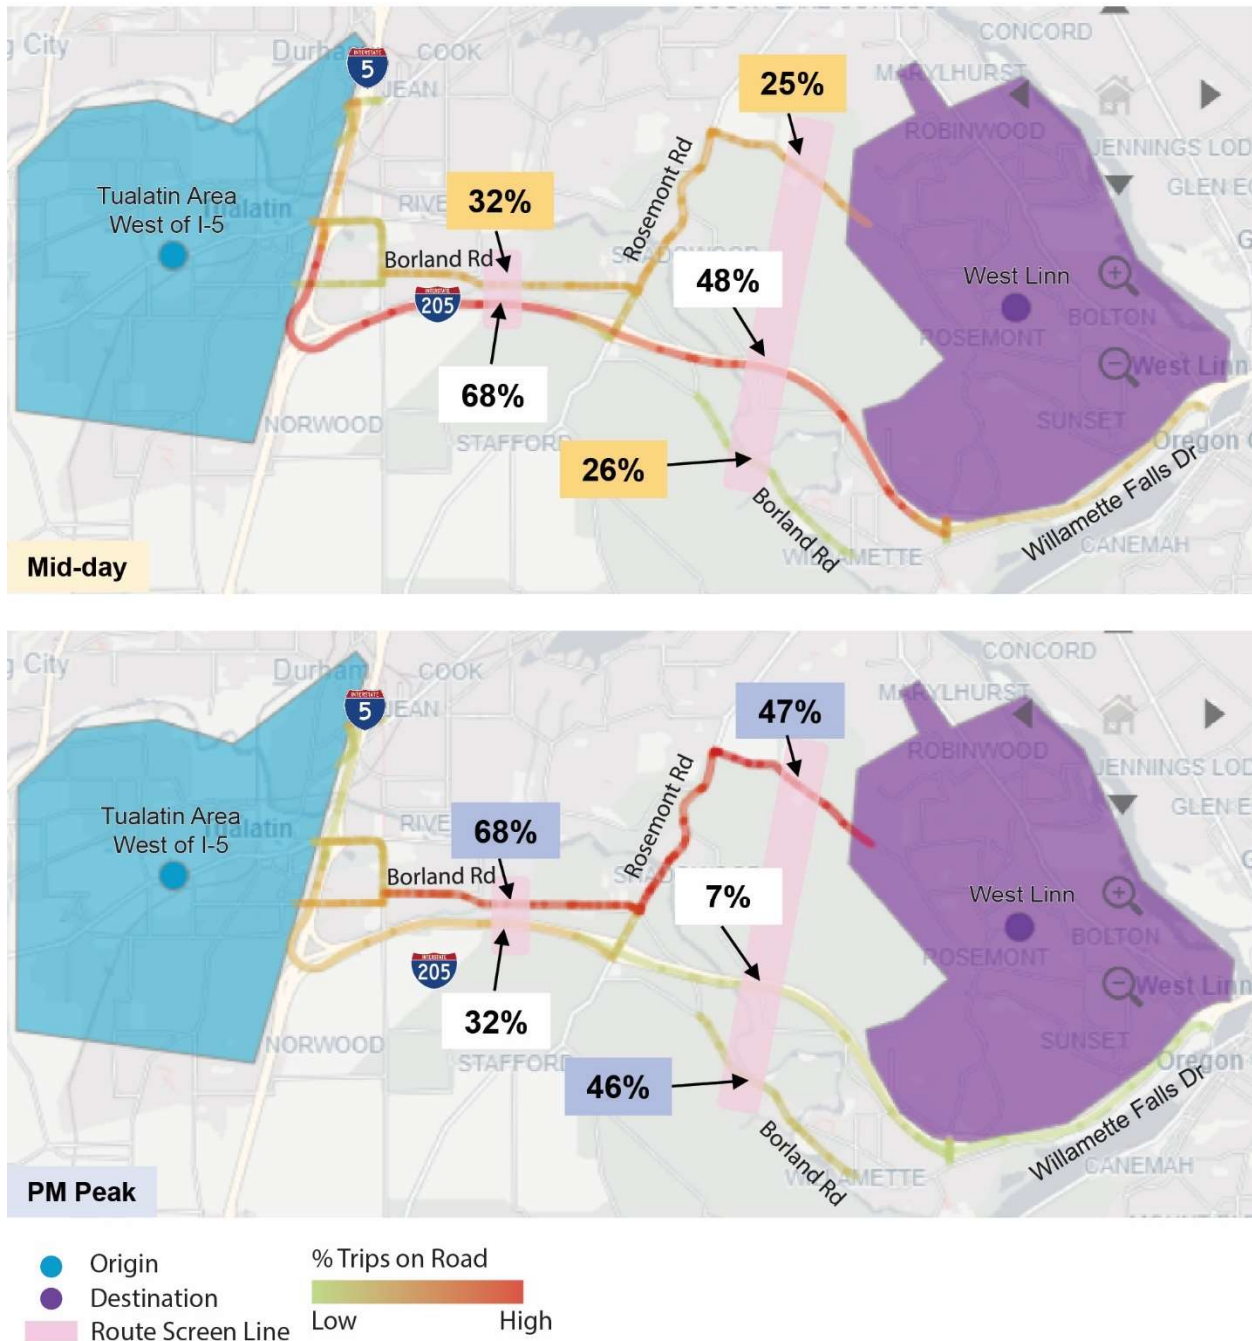 CONCORD
g City
Durham
COOK
INTERSTATE
5
JEAN
MARYLHURST
25%
ROBINWOOD
JENNINGS LOD
GLEN E
Tualatin Area
West of I-5
Tualatin
RIVE
32%
Rosemont Rd
Borland Rd
48%
West Linn
INTERSTATE
205
ROSEMONT
BOLTON
68%
West Linn
NORWOOD
STAFFORD
SUNSET
26%
Borland Rd
Willamette Falls Dr
CANEMAH
Mid-day
CONCORD
g City
Durham
COOK
INTERSTATE
5
JEAN
MARYLHURST
47%
ROBINWOOD
JENNINGS LOD
GLEN E
Tualatin Area
West of I-5
Tualatin
RIVE
68%
Rosemont Rd
Borland Rd
7%
West Linn
INTERSTATE
205
ROSEMONT
BOLTON
32%
West Linn
NORWOOD
STAFFORD
SUNSET
Oregon
46%
Borland Rd
Willamette Falls Dr
CANEMAH
PM Peak
Origin
Destination
Route Screen Line
% Trips on Road
Low High